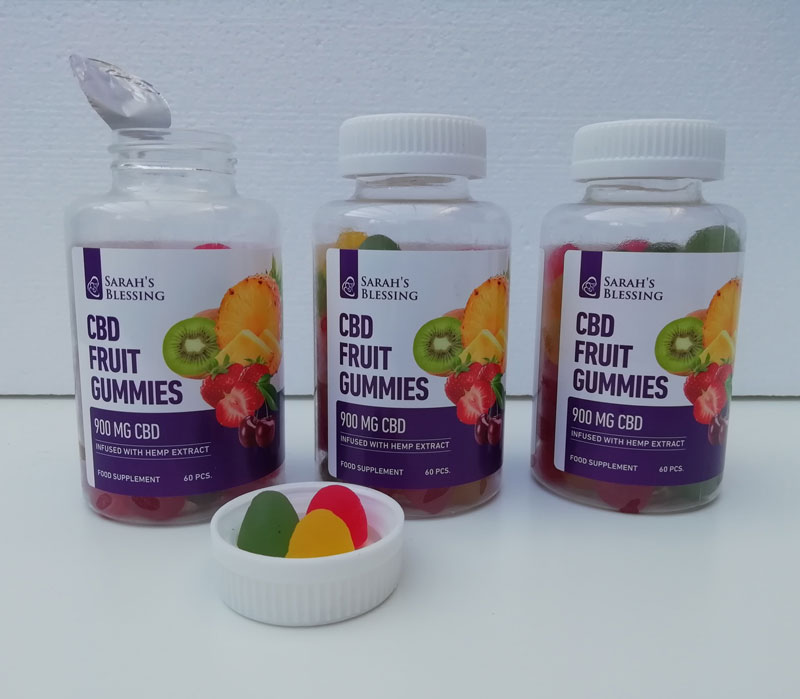 SARAH'S
BLESSING
CBD
FRUIT
GUMMIES
900 MG CBD
INFUSED WITH HEMP EXTRACT
FOOD SUPPLEMENT 60 PCS.
SARAH'S
BLESSING
CBD
FRUIT
GUMMIES
900 MG CBD
INFUSED WITH HEMP EXTRACT
FOOD SUPPLEMENT 60 PCS.
SARAH'S
BLESSING
CBD
FRUIT
GUMMIES
900 MG CBD
INFUSED WITH HEMP EXTRACT
FOOD SUPPLEMENT 60 PCS.